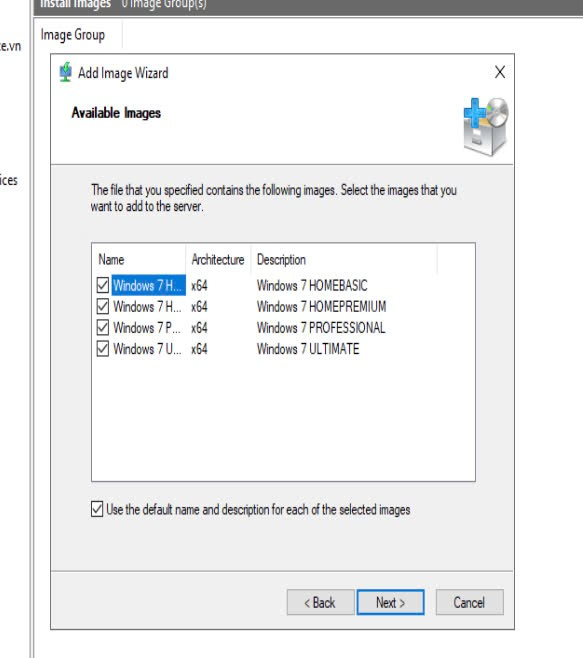 Install Images 0 Image Group(s)
Image Group
e.vn
ices
Add Image Wizard
X
Available Images
The file that you specified contains the following images. Select the images that you
want to add to the server.
Name Architecture Description
Windows 7 H... x64 Windows 7 HOMEBASIC
Windows 7 H... x64 Windows 7 HOMEPREMIUM
Windows 7 P... x64 Windows 7 PROFESSIONAL
Windows 7 U... x64 Windows 7 ULTIMATE
Use the default name and description for each of the selected images
< Back Next > Cancel